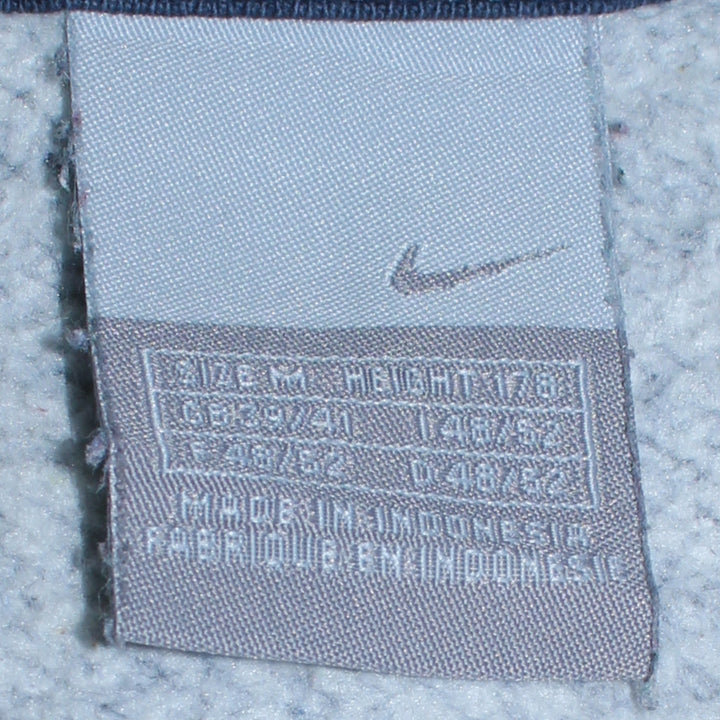 SIZE M HEIGHT 178
GB 39/41 I 48/52
F 48/52 D 48/52
MADE IN INDONESIA
FABRIQUE EN INDONESIE